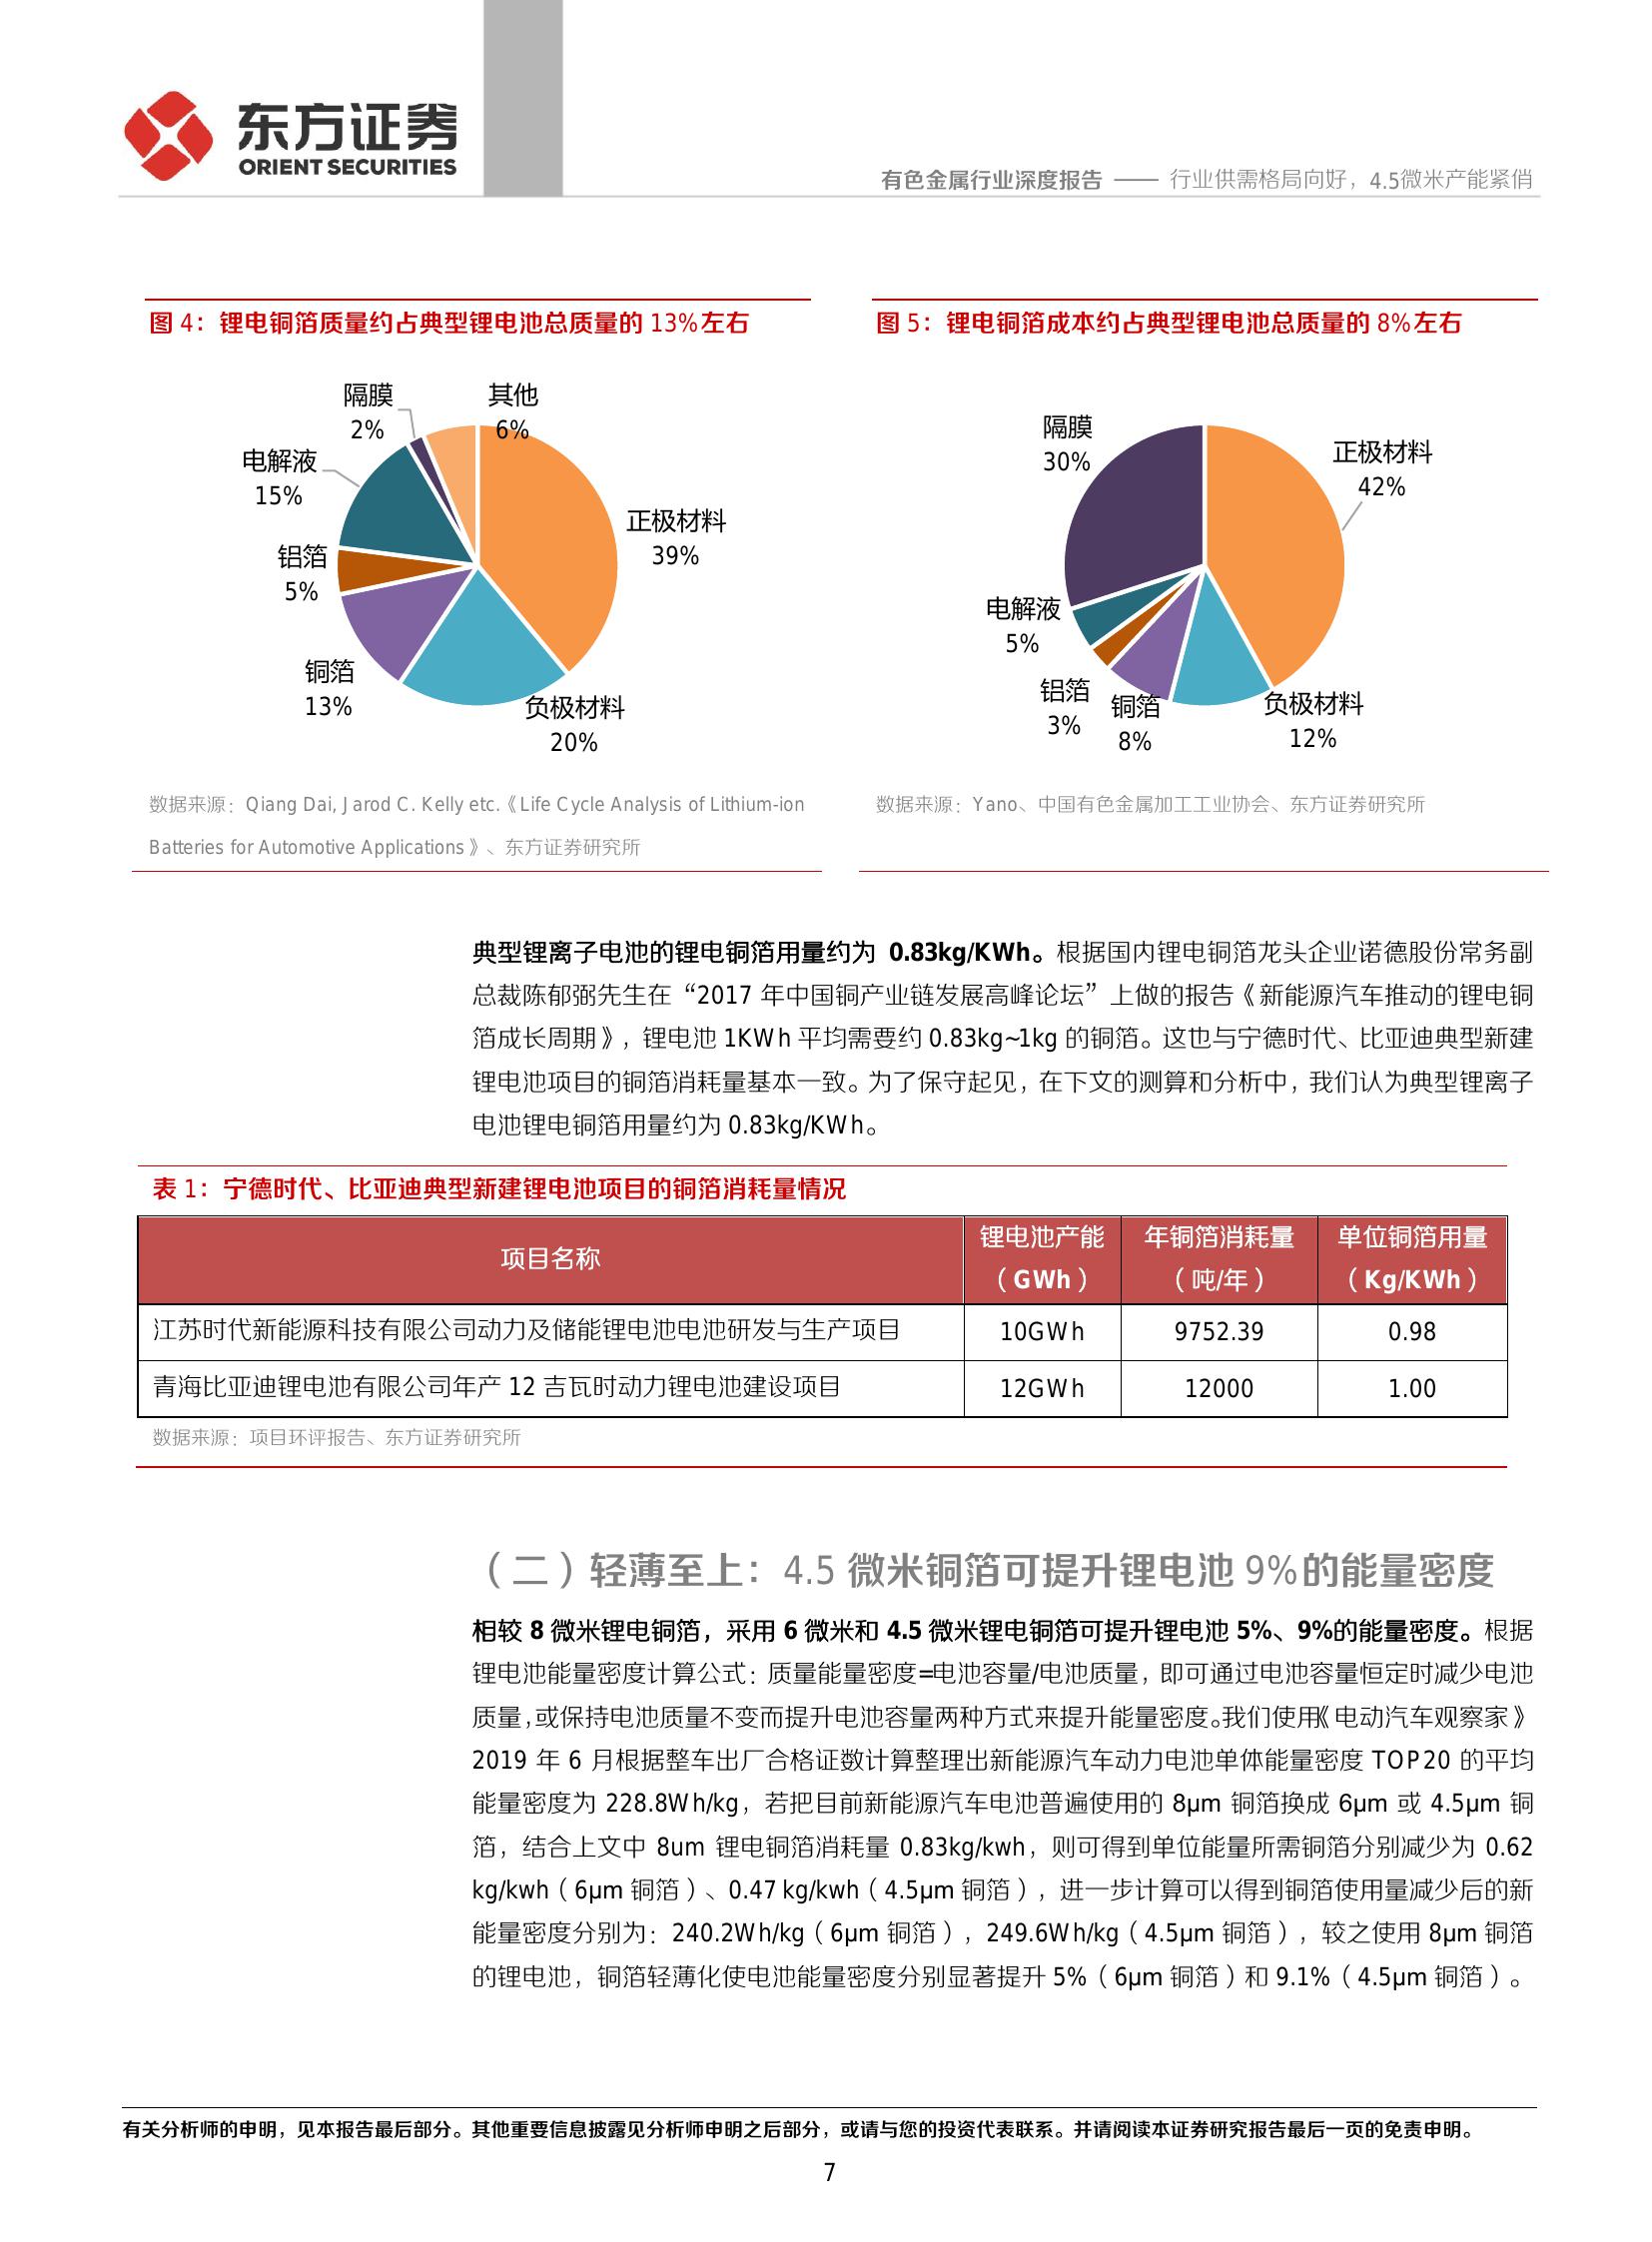 东方证券
ORIENT SECURITIES
有色金属行业深度报告 —— 行业供需格局向好，4.5微米产能紧俏
图 4：锂电铜箔质量约占典型锂电池总质量的 13%左右
隔膜
2%
其他
6%
电解液
15%
正极材料
39%
铝箔
5%
铜箔
13%
负极材料
20%
数据来源：Qiang Dai, Jarod C. Kelly etc.《Life Cycle Analysis of Lithium-ion
Batteries for Automotive Applications》、东方证券研究所
图 5：锂电铜箔成本约占典型锂电池总质量的 8%左右
隔膜
30%
正极材料
42%
电解液
5%
铝箔
3%
铜箔
8%
负极材料
12%
数据来源：Yano、中国有色金属加工工业协会、东方证券研究所
典型锂离子电池的锂电铜箔用量约为 0.83kg/KWh。根据国内锂电铜箔龙头企业诺德股份常务副
总裁陈郁弼先生在“2017 年中国铜产业链发展高峰论坛”上做的报告《新能源汽车推动的锂电铜
箔成长周期》，锂电池 1KWh 平均需要约 0.83kg~1kg 的铜箔。这也与宁德时代、比亚迪典型新建
锂电池项目的铜箔消耗量基本一致。为了保守起见，在下文的测算和分析中，我们认为典型锂离子
电池锂电铜箔用量约为 0.83kg/KWh。
表 1：宁德时代、比亚迪典型新建锂电池项目的铜箔消耗量情况
项目名称 锂电池产能（GWh） 年铜箔消耗量（吨/年） 单位铜箔用量（Kg/KWh）
江苏时代新能源科技有限公司动力及储能锂电池电池研发与生产项目 10GWh 9752.39 0.98
青海比亚迪锂电池有限公司年产 12 吉瓦时动力锂电池建设项目 12GWh 12000 1.00
数据来源：项目环评报告、东方证券研究所
（二）轻薄至上：4.5 微米铜箔可提升锂电池 9%的能量密度
相较 8 微米锂电铜箔，采用 6 微米和 4.5 微米锂电铜箔可提升锂电池 5%、9%的能量密度。根据
锂电池能量密度计算公式：质量能量密度=电池容量/电池质量，即可通过电池容量恒定时减少电池
质量，或保持电池质量不变而提升电池容量两种方式来提升能量密度。我们使用《电动汽车观察家》
2019 年 6 月根据整车出厂合格证数计算整理出新能源汽车动力电池单体能量密度 TOP20 的平均
能量密度为 228.8Wh/kg，若把目前新能源汽车电池普遍使用的 8μm 铜箔换成 6μm 或 4.5μm 铜
箔，结合上文中 8um 锂电铜箔消耗量 0.83kg/kwh，则可得到单位能量所需铜箔分别减少为 0.62
kg/kwh（6μm 铜箔）、0.47 kg/kwh（4.5μm 铜箔），进一步计算可以得到铜箔使用量减少后的新
能量密度分别为：240.2Wh/kg（6μm 铜箔），249.6Wh/kg（4.5μm 铜箔），较之使用 8μm 铜箔
的锂电池，铜箔轻薄化使电池能量密度分别显著提升 5%（6μm 铜箔）和 9.1%（4.5μm 铜箔）。
有关分析师的申明，见本报告最后部分。其他重要信息披露见分析师申明之后部分，或请与您的投资代表联系。并请阅读本证券研究报告最后一页的免责申明。
7